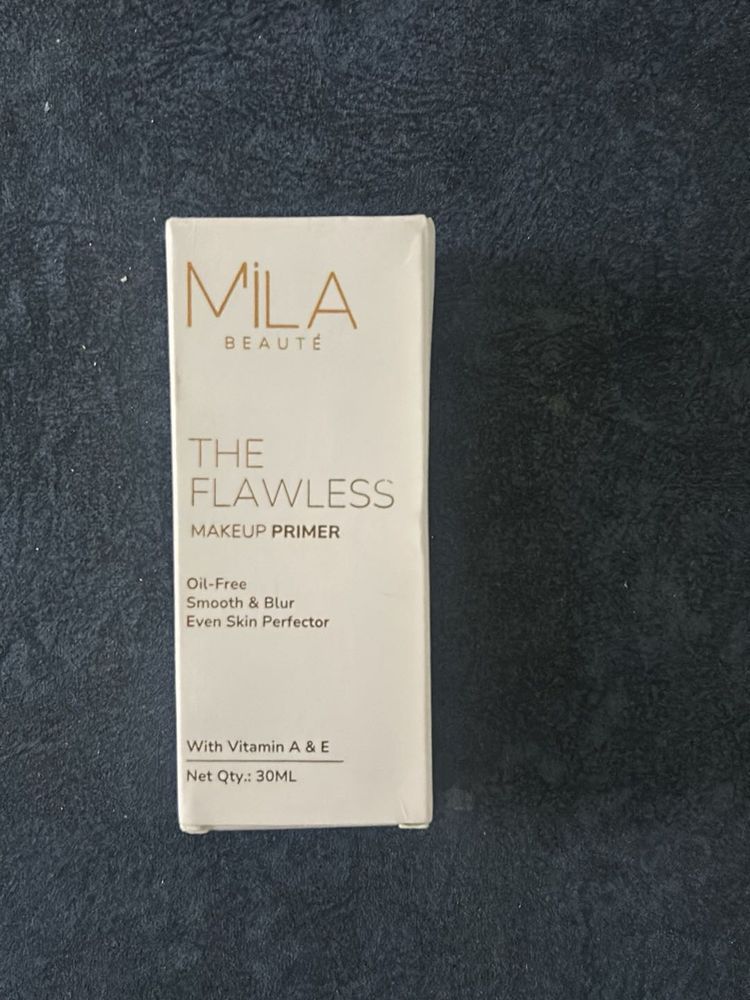 MiLA
BEAUTÉ
THE
FLAWLESS
MAKEUP PRIMER
Oil-Free
Smooth & Blur
Even Skin Perfector
With Vitamin A & E
Net Qty.: 30ML